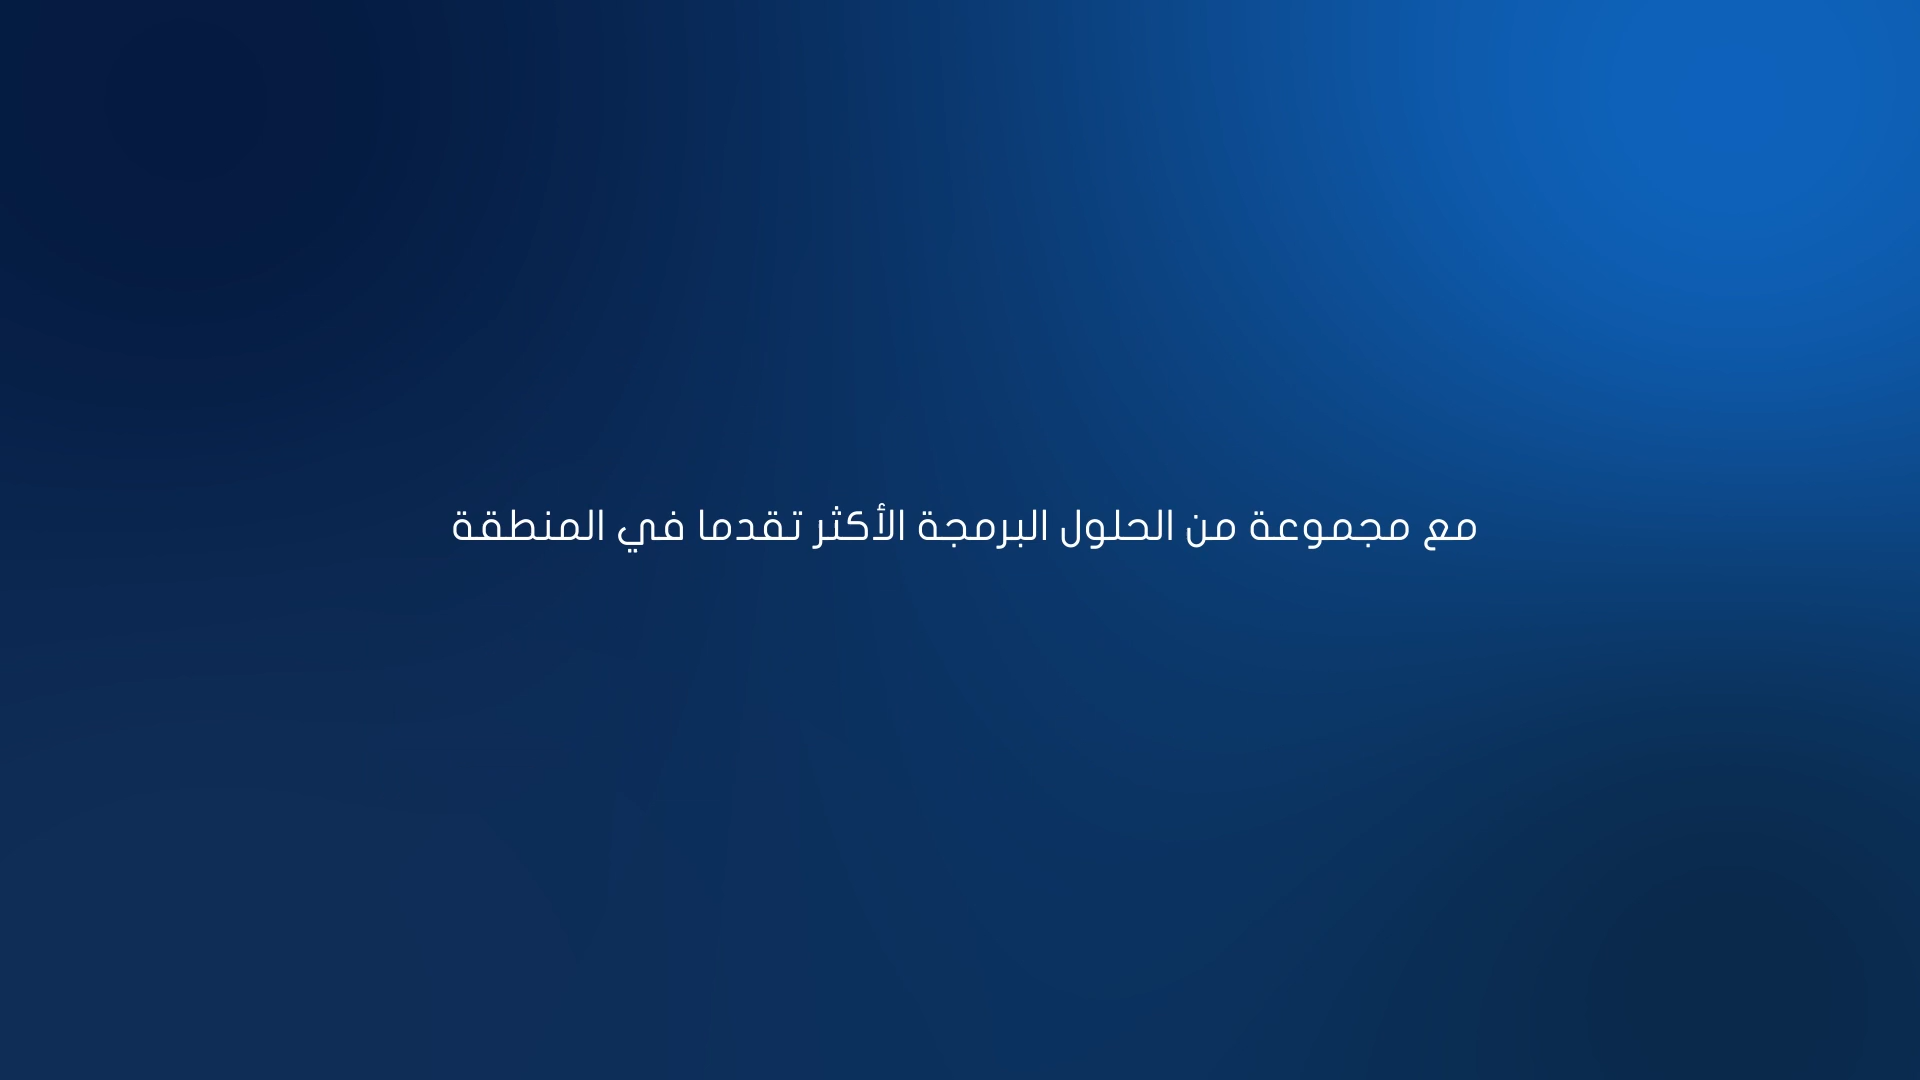 مع مجموعة من الحلول البرمجة الأكثر تقدما في المنطقة